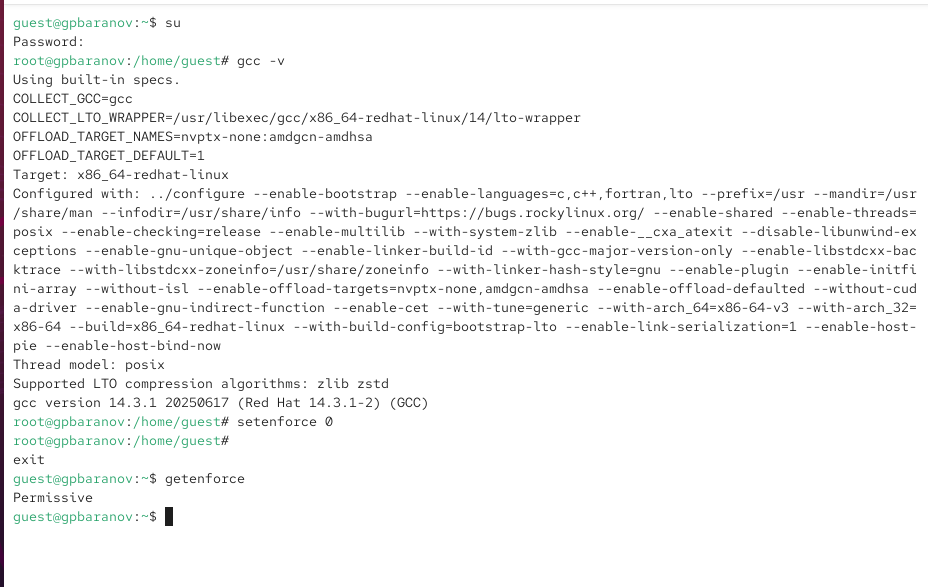 guest@gpbaranov:~$ su
Password:
root@gpbaranov:/home/guest# gcc -v
Using built-in specs.
COLLECT_GCC=gcc
COLLECT_LTO_WRAPPER=/usr/libexec/gcc/x86_64-redhat-linux/14/lto-wrapper
OFFLOAD_TARGET_NAMES=nvptx-none:amdgcn-amdhsa
OFFLOAD_TARGET_DEFAULT=1
Target: x86_64-redhat-linux
Configured with: ../configure --enable-bootstrap --enable-languages=c,c++,fortran,lto --prefix=/usr --mandir=/usr
/share/man --infodir=/usr/share/info --with-bugurl=https://bugs.rockylinux.org/ --enable-shared --enable-threads=
posix --enable-checking=release --enable-multilib --with-system-zlib --enable-__cxa_atexit --disable-libunwind-ex
ceptions --enable-gnu-unique-object --enable-linker-build-id --with-gcc-major-version-only --enable-libstdcxx-bac
ktrace --with-libstdcxx-zoneinfo=/usr/share/zoneinfo --with-linker-hash-style=gnu --enable-plugin --enable-initfi
ni-array --without-isl --enable-offload-targets=nvptx-none,amdgcn-amdhsa --enable-offload-defaulted --without-cud
a-driver --enable-gnu-indirect-function --enable-cet --with-tune=generic --with-arch_64=x86-64-v3 --with-arch_32=
x86-64 --build=x86_64-redhat-linux --with-build-config=bootstrap-lto --enable-link-serialization=1 --enable-host-
pie --enable-host-bind-now
Thread model: posix
Supported LTO compression algorithms: zlib zstd
gcc version 14.3.1 20250617 (Red Hat 14.3.1-2) (GCC)
root@gpbaranov:/home/guest# setenforce 0
root@gpbaranov:/home/guest#
exit
guest@gpbaranov:~$ getenforce
Permissive
guest@gpbaranov:~$